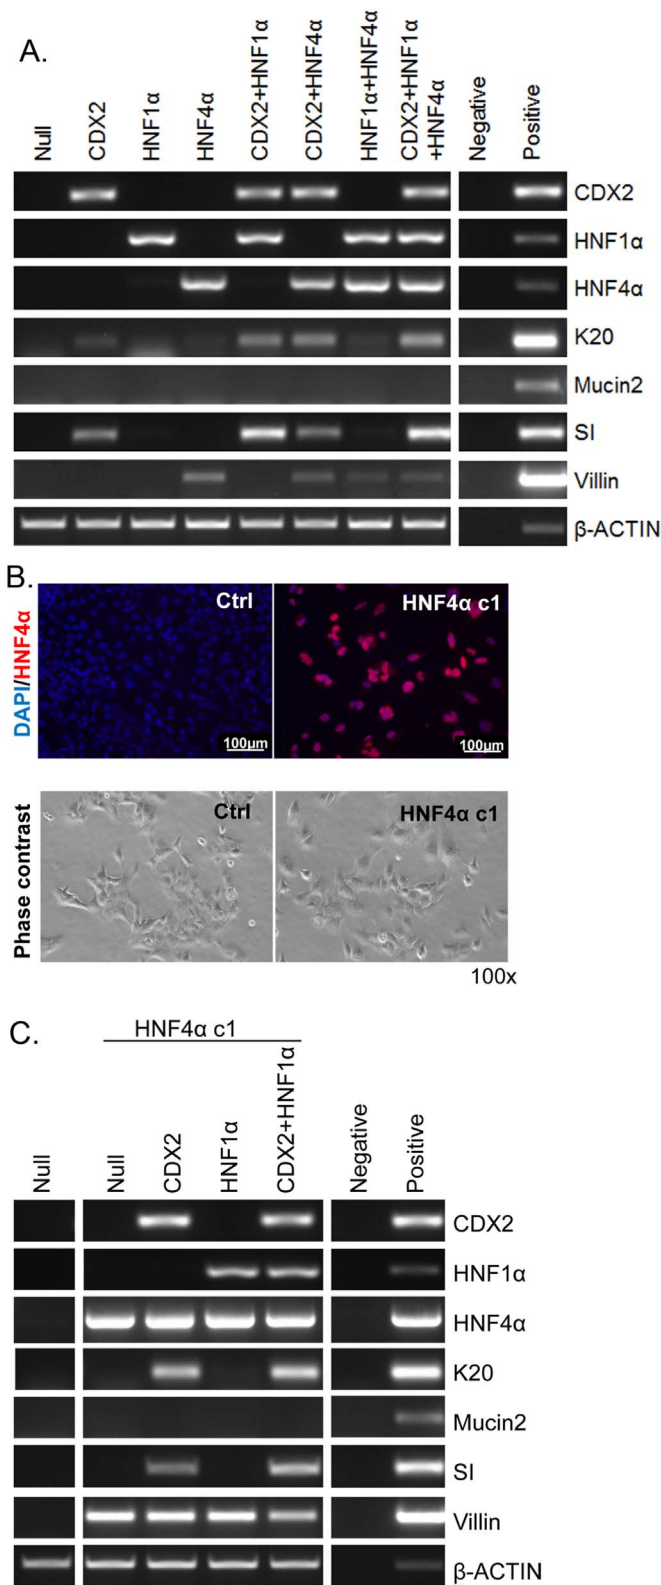 A.
Null
CDX2
HNF1α
HNF4α
CDX2+HNF1α
CDX2+HNF4α
HNF1α+HNF4α
CDX2+HNF1α
+HNF4α
Negative
Positive
CDX2
HNF1α
HNF4α
K20
Mucin2
SI
Villin
β-ACTIN
B.
DAPI/HNF4α
Ctrl
HNF4α c1
100µm
100µm
Phase contrast
Ctrl
HNF4α c1
100x
C.
HNF4α c1
Null
Null
CDX2
HNF1α
CDX2+HNF1α
Negative
Positive
CDX2
HNF1α
HNF4α
K20
Mucin2
SI
Villin
β-ACTIN